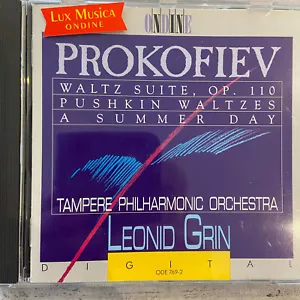 LUX MUSICA
ONDINE
ONDINE
PROKOFIEV
WALTZ SUITE, OP. 110
PUSHKIN WALTZES
A SUMMER DAY
TAMPERE PHILHARMONIC ORCHESTRA
LEONID GRIN
DIGITAL
ODE 769-2